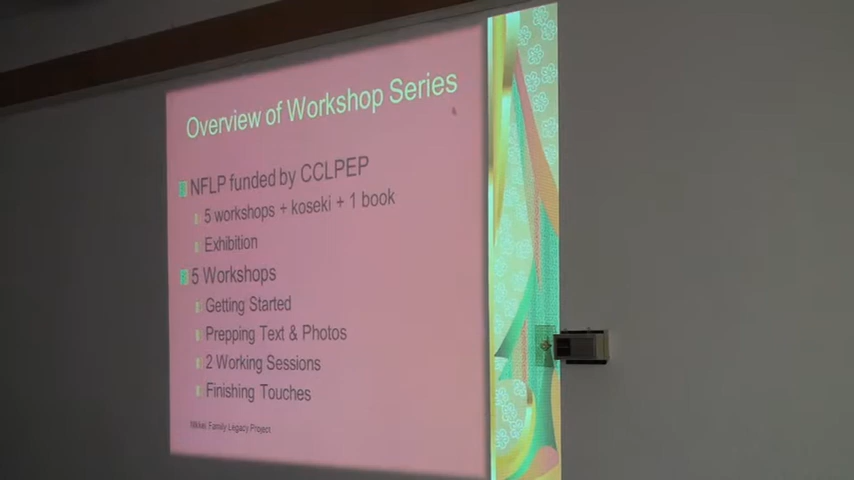 Overview of Workshop Series
NFLP funded by CCLPEP
5 workshops + koseki + 1 book
Exhibition
5 Workshops
Getting Started
Prepping Text & Photos
2 Working Sessions
Finishing Touches
Nikkei Family Legacy Project